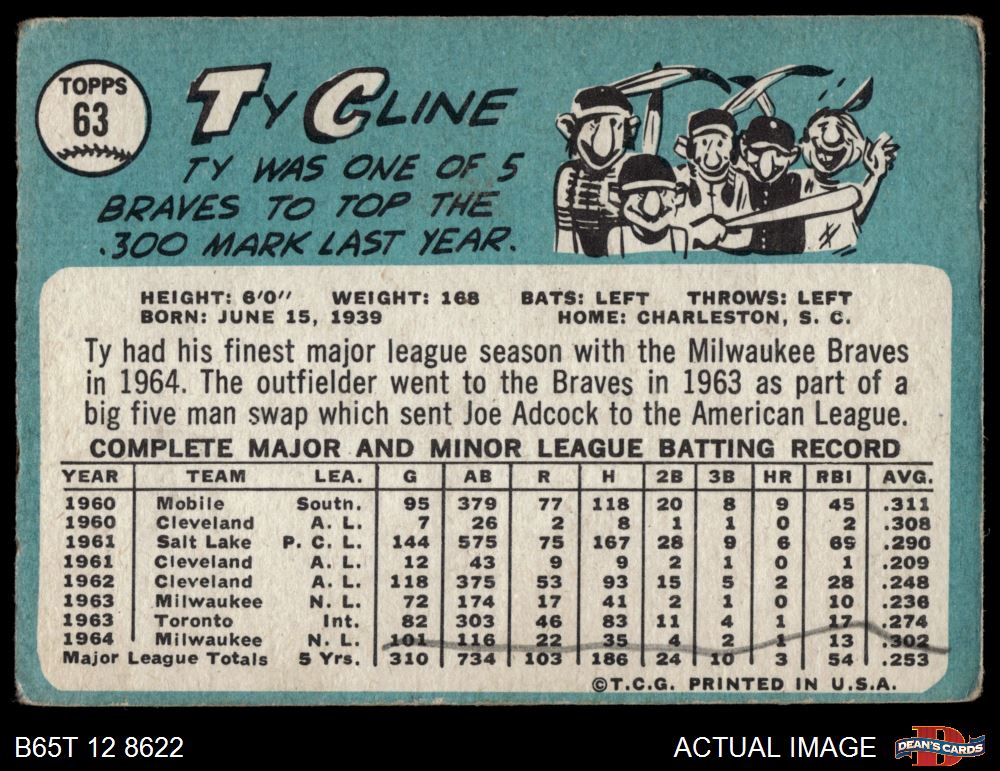 TOPPS
63
TY CLINE
TY WAS ONE OF 5
BRAVES TO TOP THE
.300 MARK LAST YEAR.
HEIGHT: 6'0" WEIGHT: 168 BATS: LEFT THROWS: LEFT
BORN: JUNE 15, 1939 HOME: CHARLESTON, S. C.
Ty had his finest major league season with the Milwaukee Braves
in 1964. The outfielder went to the Braves in 1963 as part of a
big five man swap which sent Joe Adcock to the American League.
COMPLETE MAJOR AND MINOR LEAGUE BATTING RECORD
YEAR TEAM LEA. G AB R H 2B 3B HR RBI AVG.
1960 Mobile South. 95 379 77 118 20 8 9 45 .311
1960 Cleveland A. L. 7 26 2 8 1 1 0 2 .308
1961 Salt Lake P. C. L. 144 575 75 167 28 9 6 69 .290
1961 Cleveland A. L. 12 43 9 9 2 1 0 1 .209
1962 Cleveland A. L. 118 375 53 93 15 5 2 28 .248
1963 Milwaukee N. L. 72 174 17 41 2 1 0 10 .236
1963 Toronto Int. 82 303 46 83 11 4 1 17 .274
1964 Milwaukee N. L. 101 116 22 35 4 2 1 13 .302
Major League Totals 5 Yrs. 310 734 103 186 24 10 3 54 .253
©T.C.G. PRINTED IN U.S.A.
B65T 12 8622
ACTUAL IMAGE
D
DEAN'S CARDS